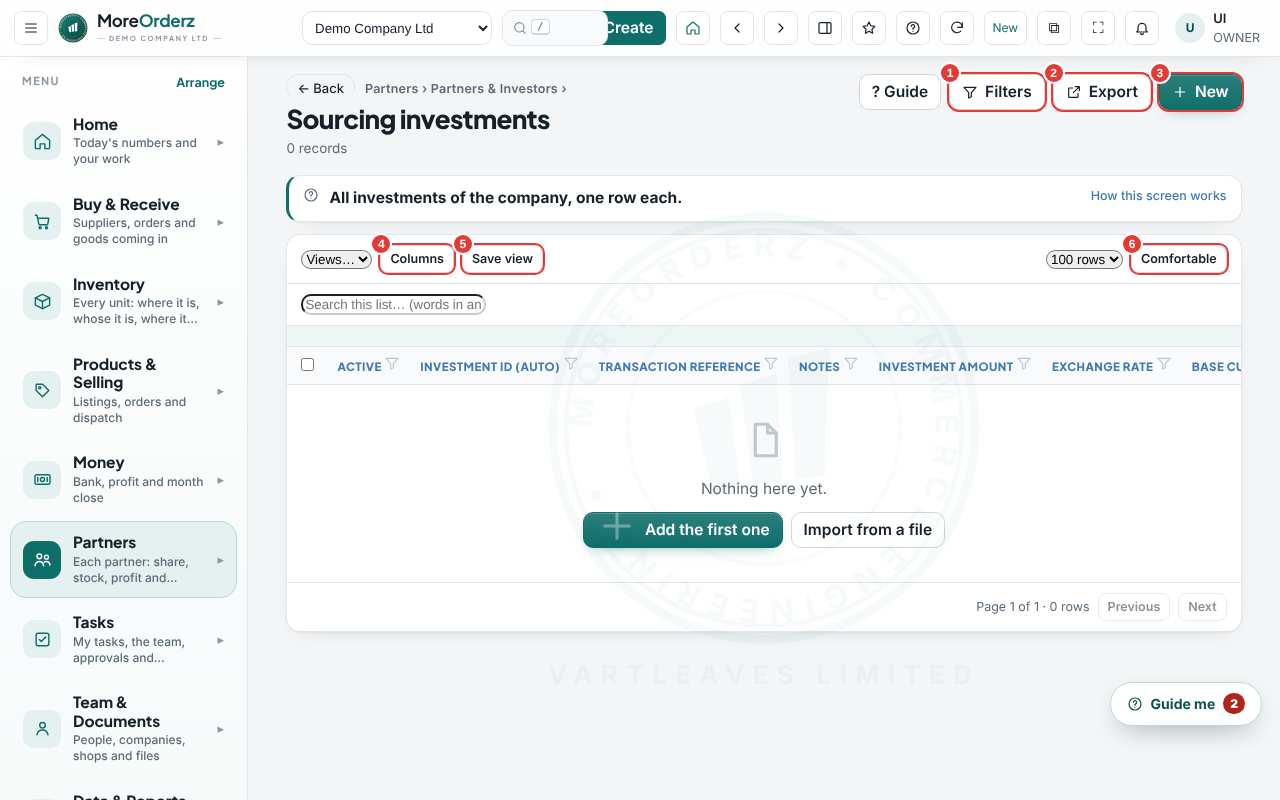 MoreOrderz
— DEMO COMPANY LTD —
Demo Company Ltd
/
Create
New
U
UI
OWNER
MENU
Arrange
Home
Today's numbers and
your work
Buy & Receive
Suppliers, orders and
goods coming in
Inventory
Every unit: where it is,
whose it is, where it...
Products &
Selling
Listings, orders and
dispatch
Money
Bank, profit and month
close
Partners
Each partner: share,
stock, profit and...
Tasks
My tasks, the team,
approvals and...
Team &
Documents
People, companies,
shops and files
Data & Reports
← Back
Partners › Partners & Investors ›
Sourcing investments
0 records
? Guide
1
Filters
2
Export
3
+ New
All investments of the company, one row each.
How this screen works
Views...
4
Columns
5
Save view
100 rows
6
Comfortable
Search this list... (words in an
ACTIVE
INVESTMENT ID (AUTO)
TRANSACTION REFERENCE
NOTES
INVESTMENT AMOUNT
EXCHANGE RATE
BASE CU
Nothing here yet.
+ Add the first one
Import from a file
Page 1 of 1 · 0 rows
Previous
Next
MOREORDERZ • COMMERCE ENGINEERING •
VARTLEAVES LIMITED
Guide me
2